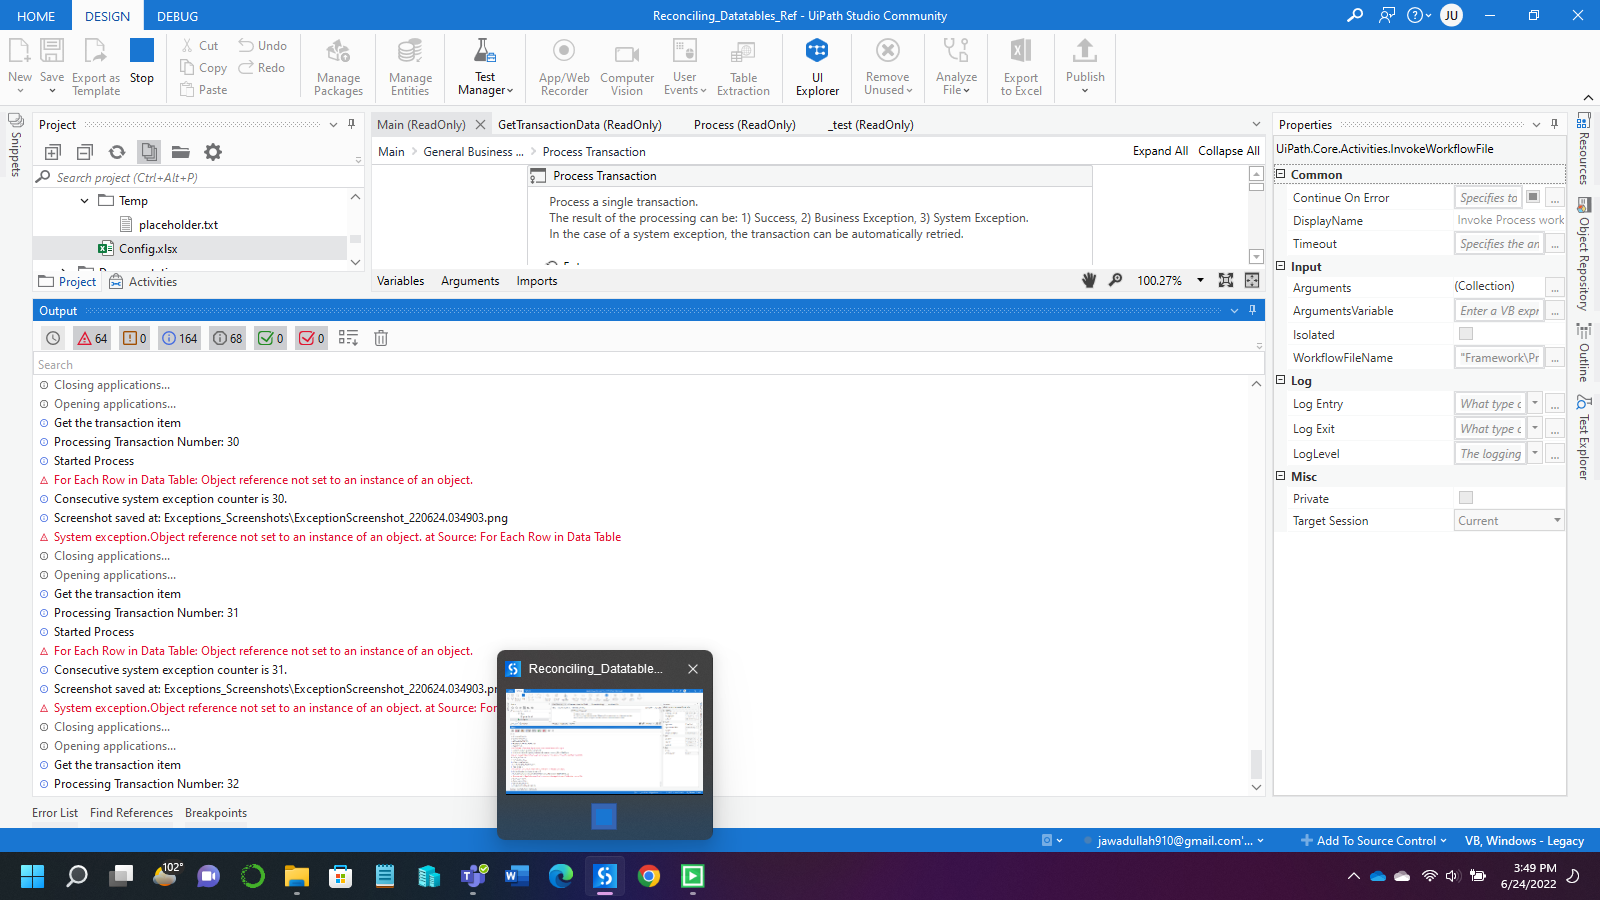 HOME DESIGN DEBUG Reconciling_Datatables_Ref - UiPath Studio Community JU
New Save Export as Template Stop
Cut Undo
Copy Redo
Paste
Manage Packages Manage Entities Test Manager App/Web Recorder Computer Vision User Events Table Extraction UI Explorer Remove Unused Analyze File Export to Excel Publish
Snippets
Project
Search project (Ctrl+Alt+P)
Temp
placeholder.txt
Config.xlsx
Project Activities
Main (ReadOnly) GetTransactionData (ReadOnly) Process (ReadOnly) _test (ReadOnly)
Main General Business ... Process Transaction Expand All Collapse All
Process Transaction
Process a single transaction.
The result of the processing can be: 1) Success, 2) Business Exception, 3) System Exception.
In the case of a system exception, the transaction can be automatically retried.
Variables Arguments Imports 100.27%
Output
64 0 164 68 0 0
Search
Closing applications...
Opening applications...
Get the transaction item
Processing Transaction Number: 30
Started Process
For Each Row in Data Table: Object reference not set to an instance of an object.
Consecutive system exception counter is 30.
Screenshot saved at: Exceptions_Screenshots\ExceptionScreenshot_220624.034903.png
System exception.Object reference not set to an instance of an object. at Source: For Each Row in Data Table
Closing applications...
Opening applications...
Get the transaction item
Processing Transaction Number: 31
Started Process
For Each Row in Data Table: Object reference not set to an instance of an object.
Consecutive system exception counter is 31.
Screenshot saved at: Exceptions_Screenshots\ExceptionScreenshot_220624.034903.pn
System exception.Object reference not set to an instance of an object. at Source: For
Closing applications...
Opening applications...
Get the transaction item
Processing Transaction Number: 32
Reconciling_Datatable...
Error List Find References Breakpoints
Properties
UiPath.Core.Activities.InvokeWorkflowFile
Common
Continue On Error Specifies to ...
DisplayName Invoke Process work
Timeout Specifies the an ...
Input
Arguments (Collection) ...
ArgumentsVariable Enter a VB expr ...
Isolated
WorkflowFileName "Framework\Pr ...
Log
Log Entry What type c ...
Log Exit What type c ...
LogLevel The logging ...
Misc
Private
Target Session Current
Resources
Object Repository
Outline
Test Explorer
jawadullah910@gmail.com'... Add To Source Control VB, Windows - Legacy
102°
3:49 PM
6/24/2022